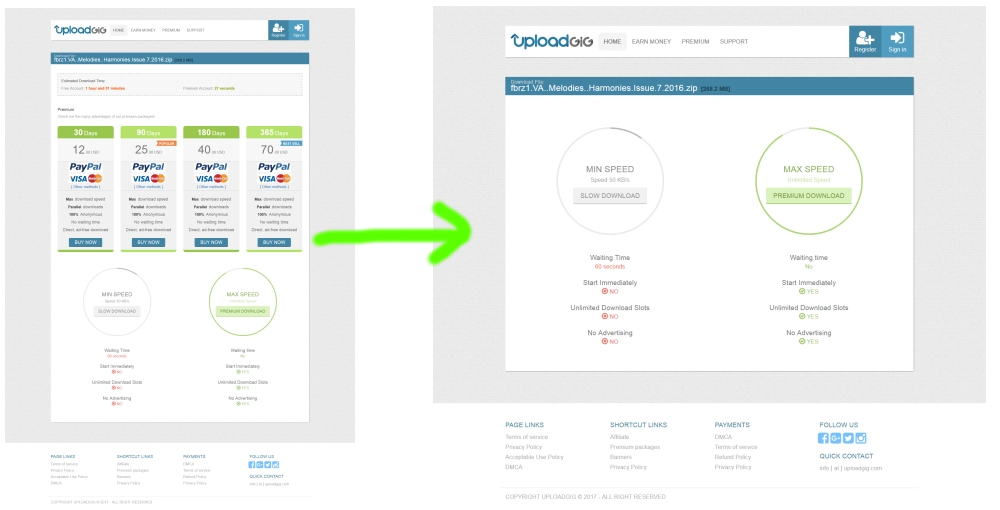 UploadGIG HOME EARN MONEY PREMIUM SUPPORT Register Sign in
Download File:
fbrz1.VA..Melodies..Harmonies.Issue.7.2016.zip [268.2 MB]
Estimated Download Time
Free Account: 1 hour and 31 minutes Premium Account: 27 seconds
Premium
Check out the many advantages of our premium packages!
30 Days 90 Days 180 Days 365 Days
POPULAR BEST SELL
12.00 USD 25.00 USD 40.00 USD 70.00 USD
PayPal PayPal PayPal PayPal
VISA VISA VISA VISA
[ Other methods ] [ Other methods ] [ Other methods ] [ Other methods ]
Max download speed Max download speed Max download speed Max download speed
Parallel downloads Parallel downloads Parallel downloads Parallel downloads
100% Anonymous 100% Anonymous 100% Anonymous 100% Anonymous
No waiting time No waiting time No waiting time No waiting time
Direct, ad-free download Direct, ad-free download Direct, ad-free download Direct, ad-free download
BUY NOW BUY NOW BUY NOW BUY NOW
MIN SPEED MAX SPEED
Speed 50 KB/s Unlimited Speed
SLOW DOWNLOAD PREMIUM DOWNLOAD
Waiting Time Waiting time
60 seconds No
Start Immediately Start Immediately
NO YES
Unlimited Download Slots Unlimited Download Slots
NO YES
No Advertising No Advertising
NO YES
PAGE LINKS SHORTCUT LINKS PAYMENTS FOLLOW US
Terms of service Affiliate DMCA
Privacy Policy Premium packages Terms of service
Acceptable Use Policy Banners Refund Policy QUICK CONTACT
DMCA Privacy Policy Privacy Policy info | at | uploadgig.com
COPYRIGHT UPLOADGIG © 2017 - ALL RIGHT RESERVED
UploadGIG HOME EARN MONEY PREMIUM SUPPORT Register Sign in
Download File:
fbrz1.VA..Melodies..Harmonies.Issue.7.2016.zip [268.2 MB]
MIN SPEED MAX SPEED
Speed 50 KB/s Unlimited Speed
SLOW DOWNLOAD PREMIUM DOWNLOAD
Waiting Time Waiting time
60 seconds No
Start Immediately Start Immediately
NO YES
Unlimited Download Slots Unlimited Download Slots
NO YES
No Advertising No Advertising
NO YES
PAGE LINKS SHORTCUT LINKS PAYMENTS FOLLOW US
Terms of service Affiliate DMCA
Privacy Policy Premium packages Terms of service
Acceptable Use Policy Banners Refund Policy QUICK CONTACT
DMCA Privacy Policy Privacy Policy info | at | uploadgig.com
COPYRIGHT UPLOADGIG © 2017 - ALL RIGHT RESERVED